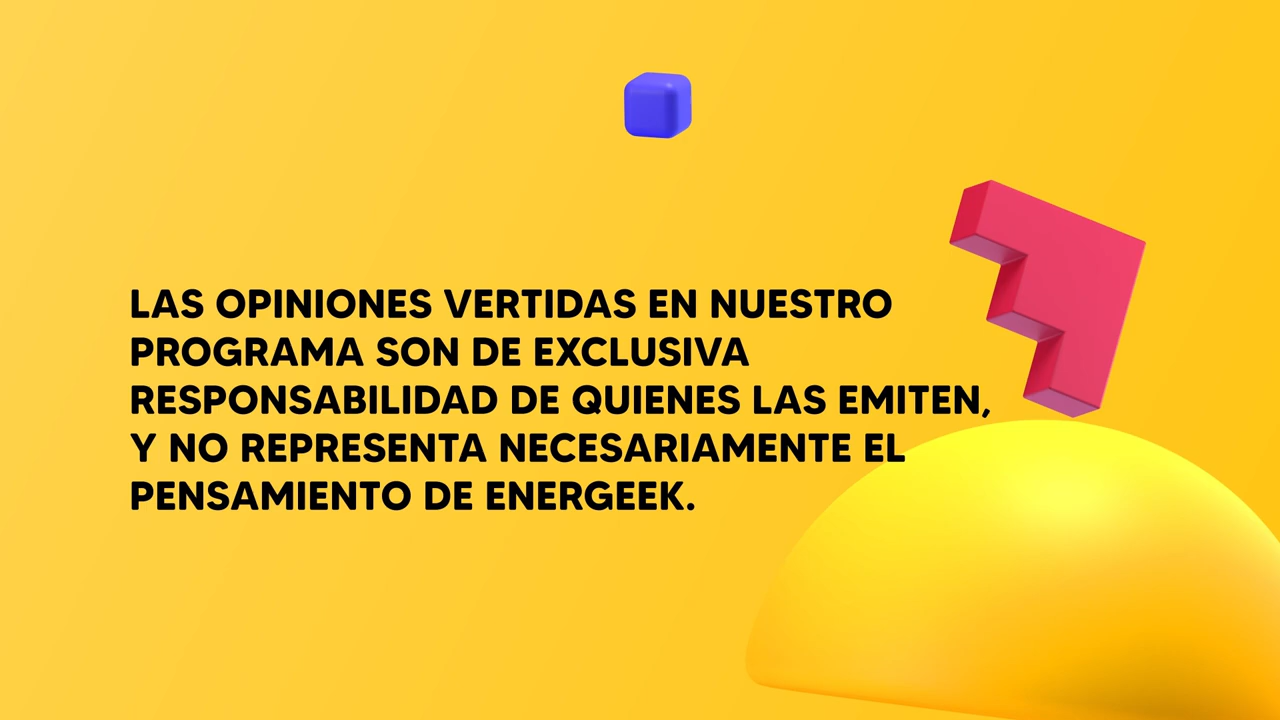 LAS OPINIONES VERTIDAS EN NUESTRO
PROGRAMA SON DE EXCLUSIVA
RESPONSABILIDAD DE QUIENES LAS EMITEN,
Y NO REPRESENTA NECESARIAMENTE EL
PENSAMIENTO DE ENERGEEK.